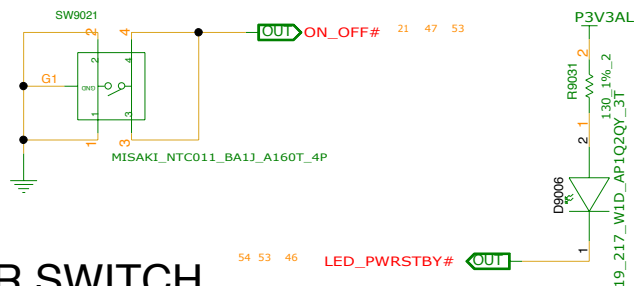 SW9021
P3V3AL
2
4
OUT
ON_OFF#
21 47 53
2
4
G1
GND
1
3
1
3
MISAKI_NTC011_BA1J_A160T_4P
2
R9031
130_1%_2
1
2
D9006
19_217_W1D_AP1Q2QY_3T
1
54 53 46
LED_PWRSTBY#
OUT
R SWITCH